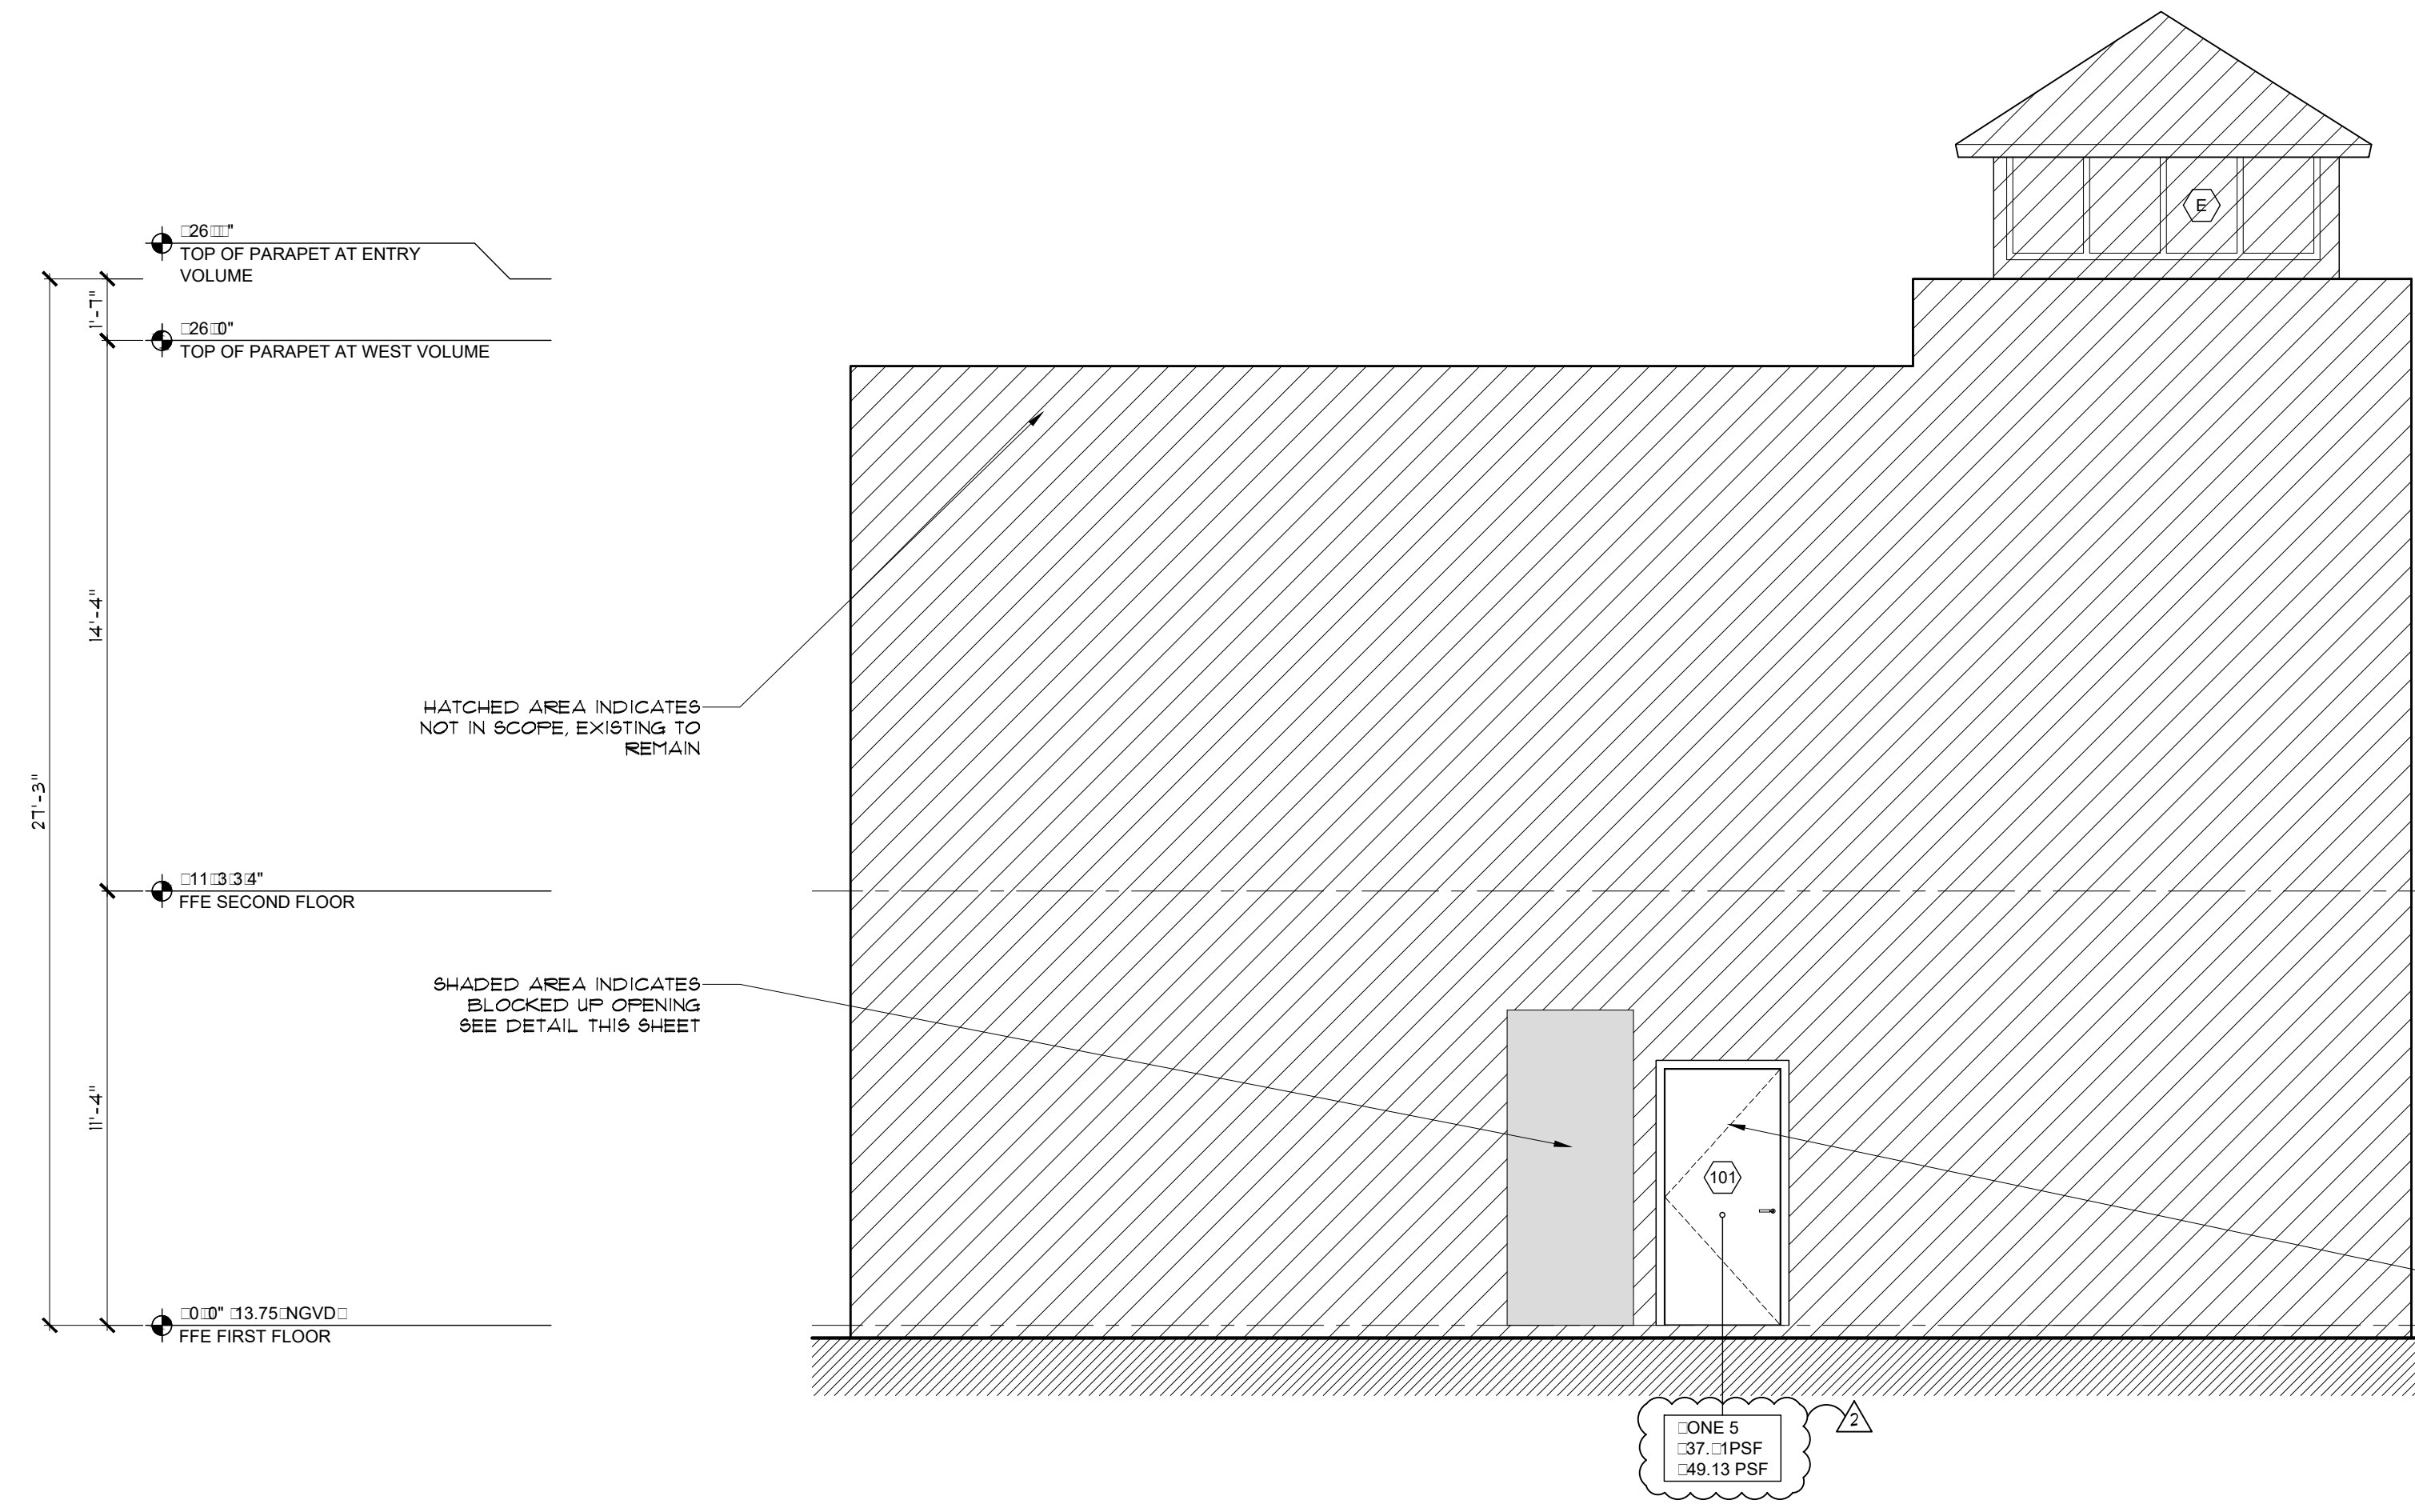 E
□26□□"
TOP OF PARAPET AT ENTRY
VOLUME
1'-7"
□26□0"
TOP OF PARAPET AT WEST VOLUME
14'-4"
HATCHED AREA INDICATES
NOT IN SCOPE, EXISTING TO
REMAIN
27'-3"
□11□3□3□4"
FFE SECOND FLOOR
SHADED AREA INDICATES
BLOCKED UP OPENING
SEE DETAIL THIS SHEET
11'-4"
101
□0□0" □13.75□NGVD□
FFE FIRST FLOOR
□ONE 5
□37.□1PSF
□49.13 PSF
2